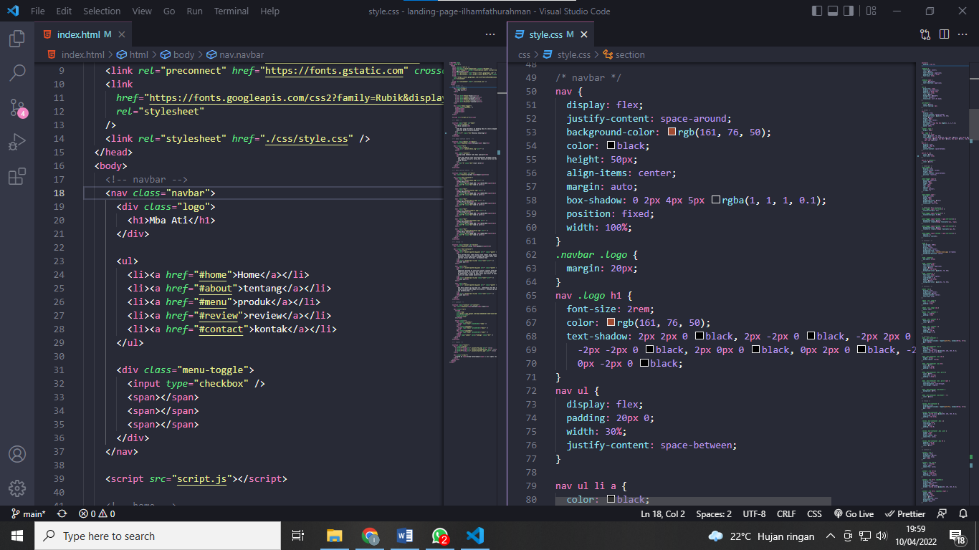 File Edit Selection View Go Run Terminal Help
style.css - landing-page-ilhamfathurahman - Visual Studio Code
index.html M
index.html > html > body > nav.navbar
9 <link rel="preconnect" href="https://fonts.gstatic.com" cross
10 <link
11 href="https://fonts.googleapis.com/css2?family=Rubik&display
12 rel="stylesheet"
13 />
14 <link rel="stylesheet" href="./css/style.css" />
15 </head>
16 <body>
17 <!-- navbar -->
18 <nav class="navbar">
19 <div class="logo">
20 <h1>Mba Ati</h1>
21 </div>
22
23 <ul>
24 <li><a href="#home">Home</a></li>
25 <li><a href="#about">tentang</a></li>
26 <li><a href="#menu">produk</a></li>
27 <li><a href="#review">review</a></li>
28 <li><a href="#contact">kontak</a></li>
29 </ul>
30
31 <div class="menu-toggle">
32 <input type="checkbox" />
33 <span></span>
34 <span></span>
35 <span></span>
36 </div>
37 </nav>
38
39 <script src="script.js"></script>
40
style.css M
css > style.css > section
48
49 /* navbar */
50 nav {
51 display: flex;
52 justify-content: space-around;
53 background-color: rgb(161, 76, 50);
54 color: black;
55 height: 50px;
56 align-items: center;
57 margin: auto;
58 box-shadow: 0 2px 4px 5px rgba(1, 1, 1, 0.1);
59 position: fixed;
60 width: 100%;
61 }
62 .navbar .logo {
63 margin: 20px;
64 }
65 nav .logo h1 {
66 font-size: 2rem;
67 color: rgb(161, 76, 50);
68 text-shadow: 2px 2px 0 black, 2px -2px 0 black, -2px 2px 0
69 -2px -2px 0 black, 2px 0px 0 black, 0px 2px 0 black, -2
70 0px -2px 0 black;
71 }
72 nav ul {
73 display: flex;
74 padding: 20px 0;
75 width: 30%;
76 justify-content: space-between;
77 }
78
79 nav ul li a {
80 color: black;
4
main* 0 0
Ln 18, Col 2 Spaces: 2 UTF-8 CRLF CSS Go Live Prettier
Type here to search
2
22°C Hujan ringan
19:59
10/04/2022
18